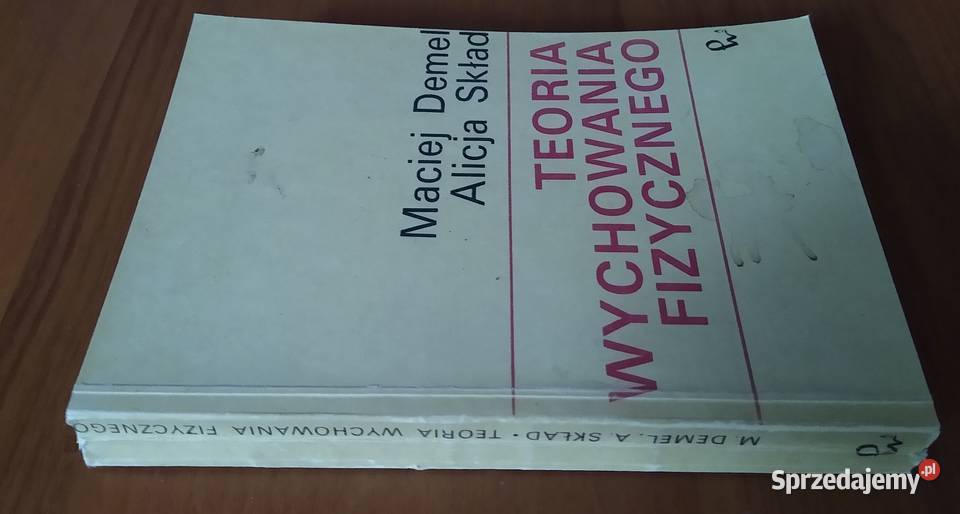 Maciej Demel
Alicja Skład
TEORIA
WYCHOWANIA
FIZYCZNEGO
M. DEMEL, A. SKŁAD • TEORIA WYCHOWANIA FIZYCZNEGO
Sprzedajemy.pl